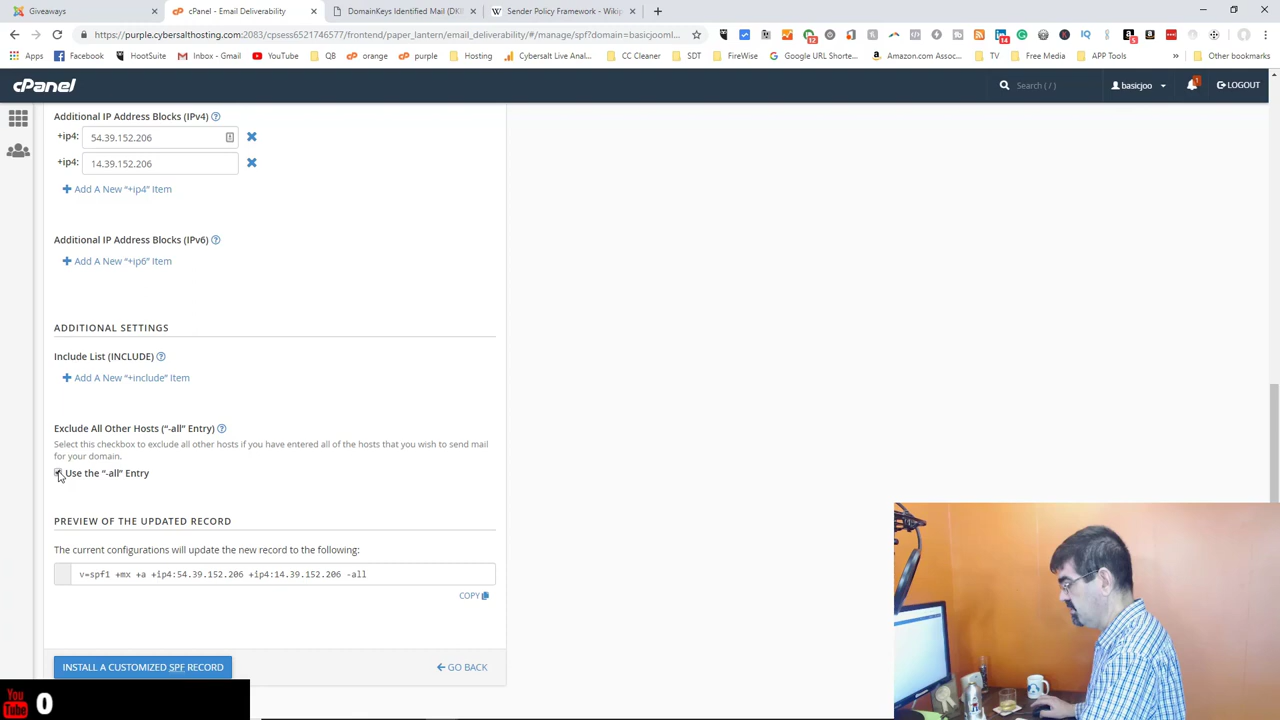 Giveaways
cPanel - Email Deliverability
DomainKeys Identified Mail (DKI
Sender Policy Framework - Wikip
https://purple.cybersalthosting.com:2083/cpsess6521746577/frontend/paper_lantern/email_deliverability/#/manage/spf?domain=basicjooml...
Apps
Facebook
HootSuite
Inbox - Gmail
YouTube
QB
orange
purple
Hosting
Cybersalt Live Anal...
CC Cleaner
SDT
FireWise
Google URL Shorte...
Amazon.com Assoc...
TV
Free Media
APP Tools
»
Other bookmarks
cPanel
Search ( / )
basicjoo
1
LOGOUT
Additional IP Address Blocks (IPv4)
+ip4: 54.39.152.206
+ip4: 14.39.152.206
Add A New “+ip4” Item
Additional IP Address Blocks (IPv6)
Add A New “+ip6” Item
ADDITIONAL SETTINGS
Include List (INCLUDE)
Add A New “+include” Item
Exclude All Other Hosts (“-all” Entry)
Select this checkbox to exclude all other hosts if you have entered all of the hosts that you wish to send mail
for your domain.
Use the “-all” Entry
PREVIEW OF THE UPDATED RECORD
The current configurations will update the new record to the following:
v=spf1 +mx +a +ip4:54.39.152.206 +ip4:14.39.152.206 -all
COPY
INSTALL A CUSTOMIZED SPF RECORD
GO BACK
You
Tube
0